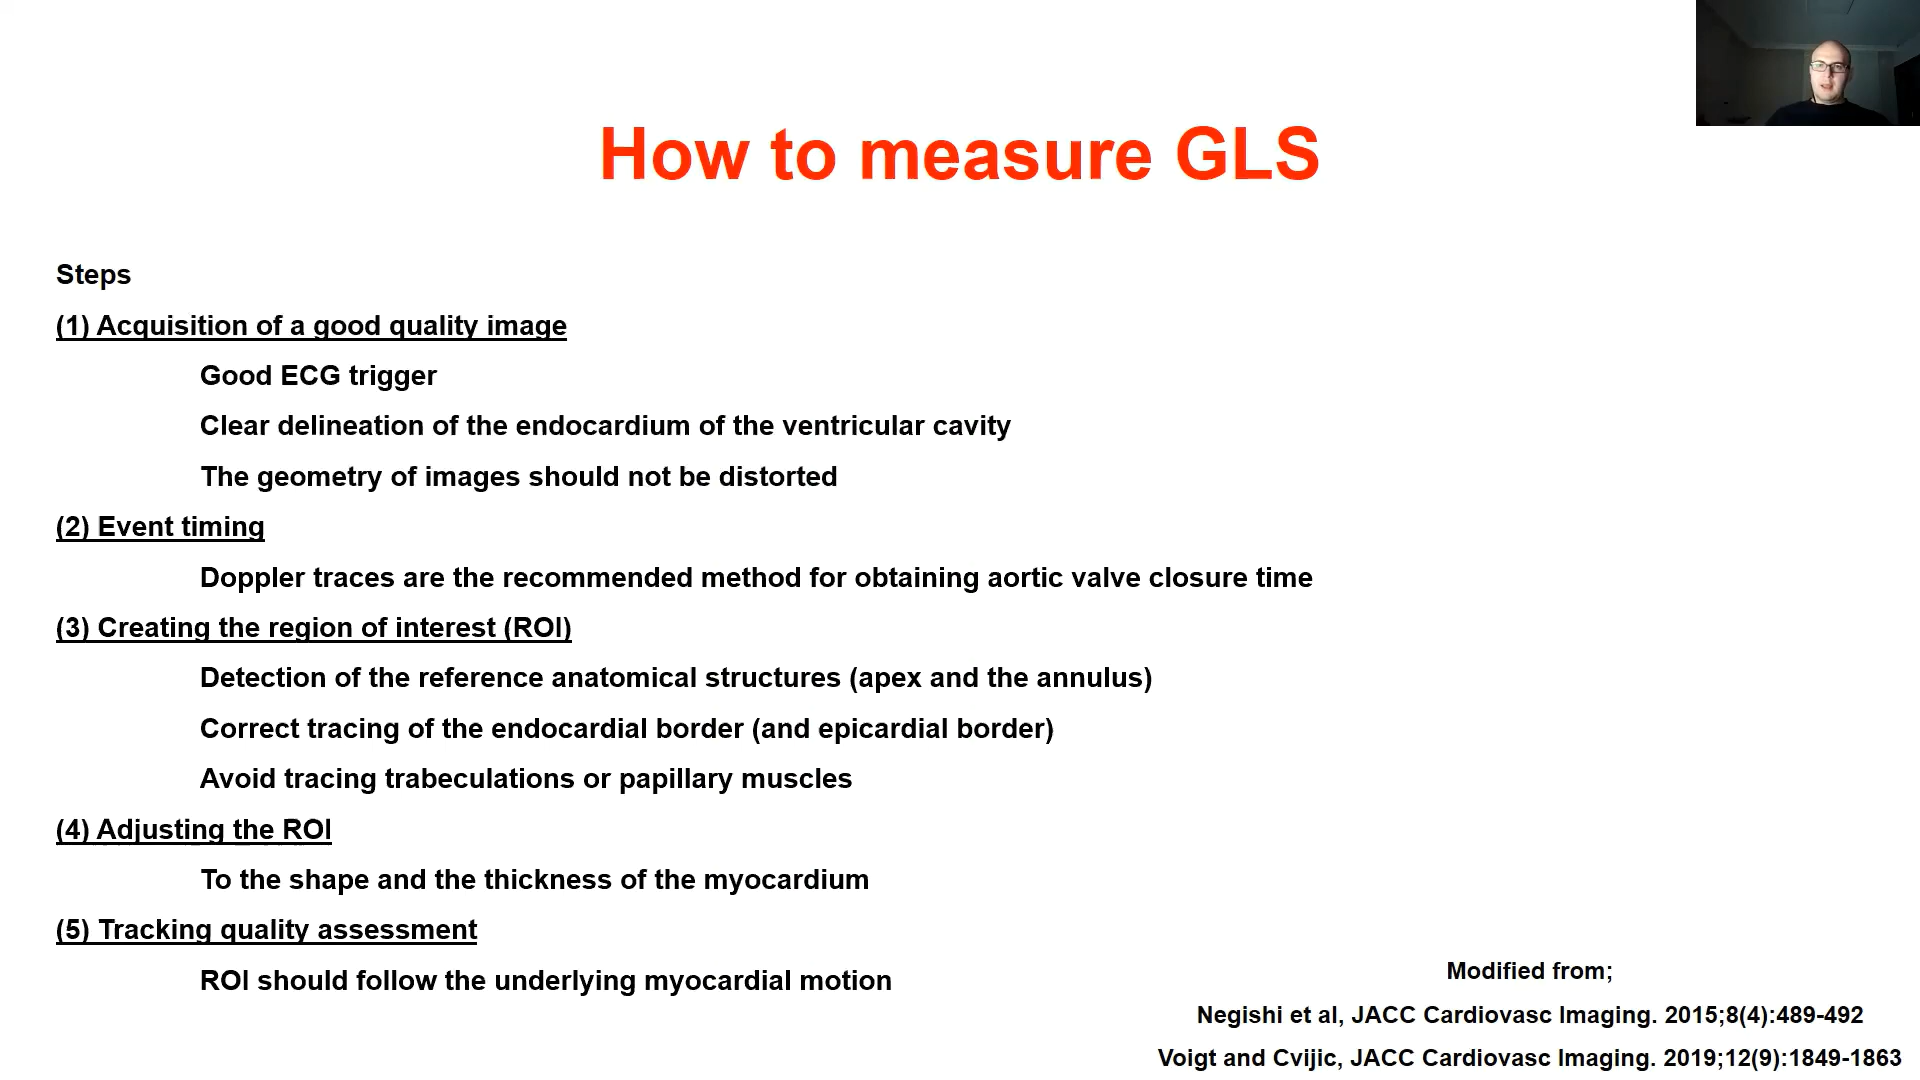 How to measure GLS
Steps
(1) Acquisition of a good quality image
Good ECG trigger
Clear delineation of the endocardium of the ventricular cavity
The geometry of images should not be distorted
(2) Event timing
Doppler traces are the recommended method for obtaining aortic valve closure time
(3) Creating the region of interest (ROI)
Detection of the reference anatomical structures (apex and the annulus)
Correct tracing of the endocardial border (and epicardial border)
Avoid tracing trabeculations or papillary muscles
(4) Adjusting the ROI
To the shape and the thickness of the myocardium
(5) Tracking quality assessment
ROI should follow the underlying myocardial motion
Modified from;
Negishi et al, JACC Cardiovasc Imaging. 2015;8(4):489-492
Voigt and Cvijic, JACC Cardiovasc Imaging. 2019;12(9):1849-1863